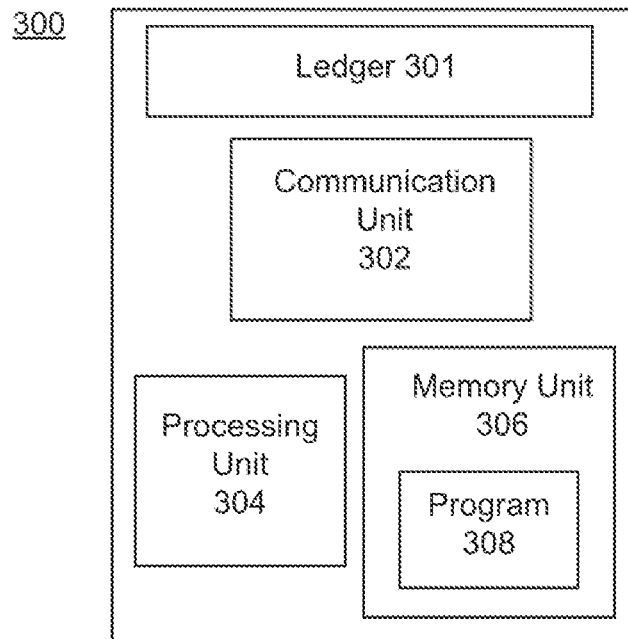 300
Ledger 301
Communication
Unit
302
Processing
Unit
304
Memory Unit
306
Program
308